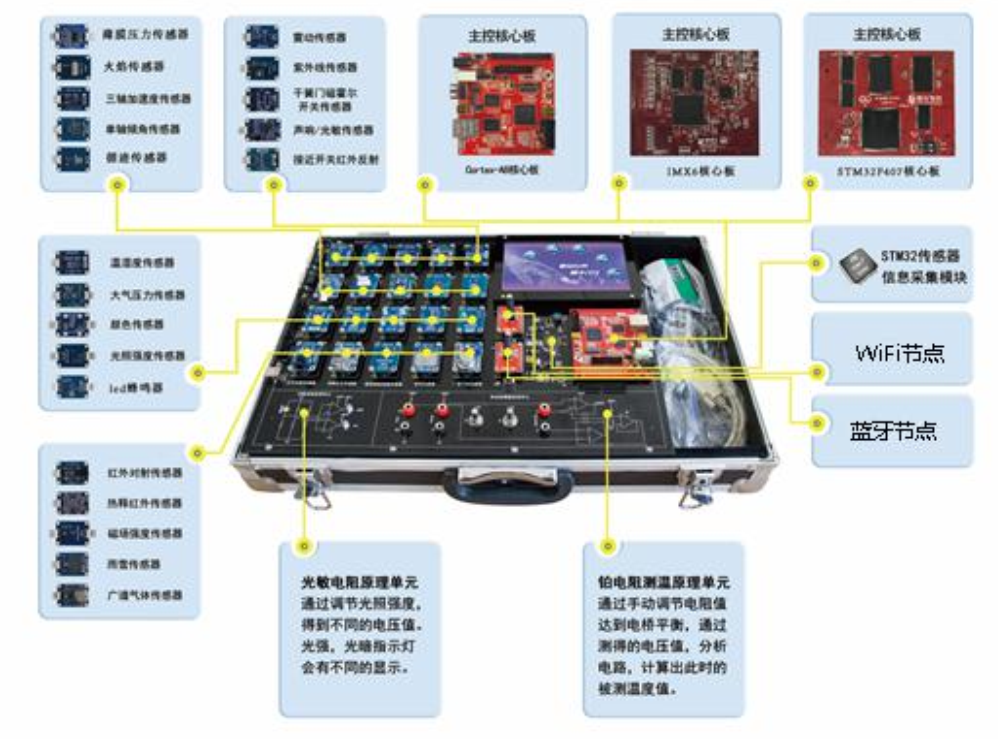 薄膜压力传感器
火焰传感器
三轴加速度传感器
单轴倾角传感器
循迹传感器
震动传感器
紫外线传感器
干簧门磁霍尔
开关传感器
声响/光敏传感器
接近开关红外反射
主控核心板
Cortex-A8核心板
主控核心板
IMX6核心板
主控核心板
STM32F407核心板
温湿度传感器
大气压力传感器
颜色传感器
光照强度传感器
led蜂鸣器
STM32传感器
信息采集模块
WiFi节点
蓝牙节点
红外对射传感器
热释红外传感器
磁场强度传感器
雨雪传感器
广谱气体传感器
光敏电阻原理单元
通过调节光照强度，
得到不同的电压值。
光强，光暗指示灯
会有不同的显示。
铂电阻测温原理单元
通过手动调节电阻值
达到电桥平衡，通过
测得的电压值，分析
电路，计算出此时的
被测温度值。